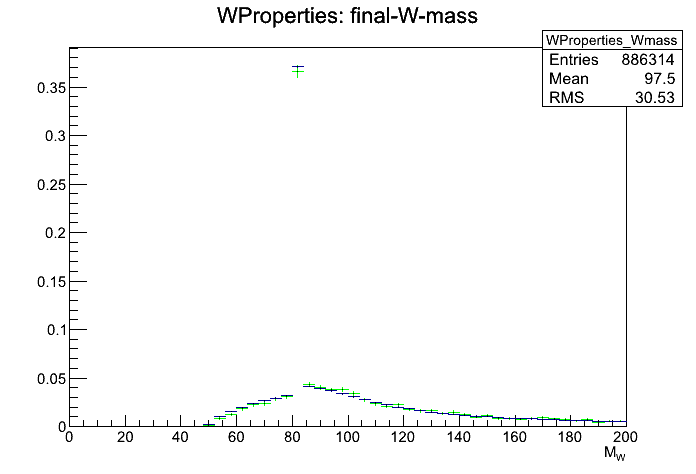 WProperties: final-W-mass
WProperties_Wmass
Entries 886314
Mean 97.5
RMS 30.53
0.35
0.3
0.25
0.2
0.15
0.1
0.05
0
0 20 40 60 80 100 120 140 160 180 200
M_W